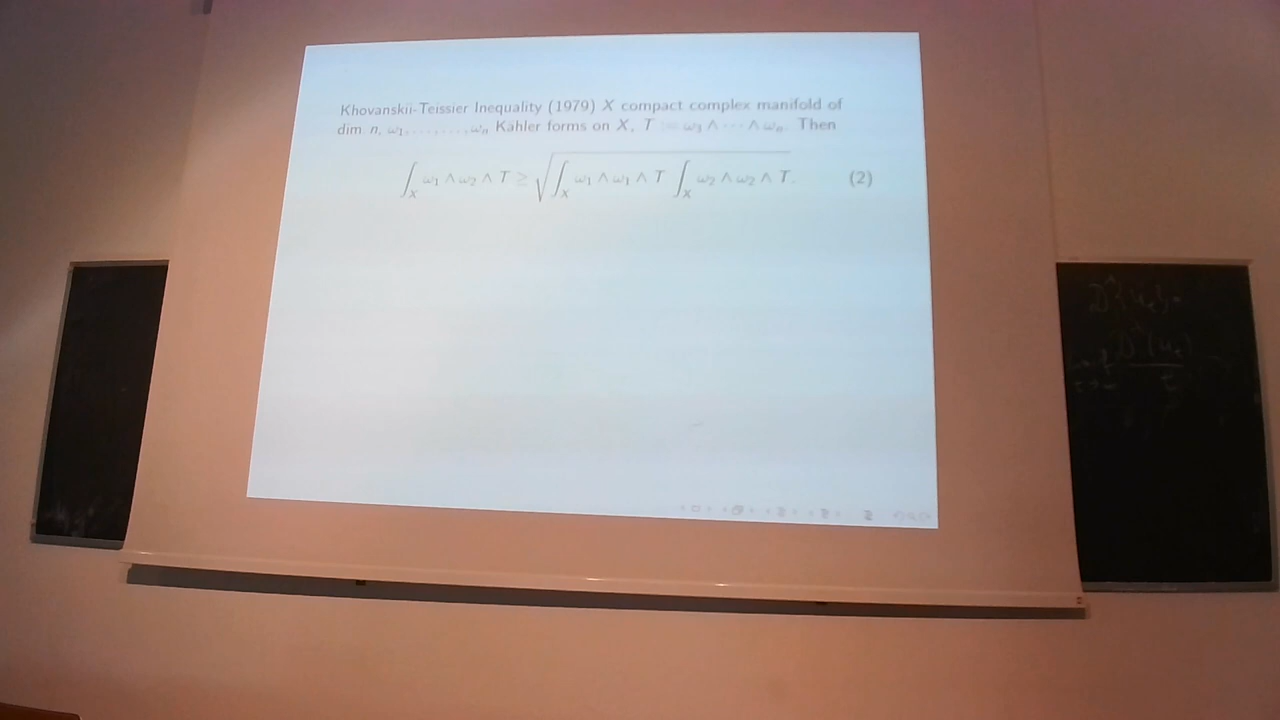 Khovanskii-Teissier Inequality (1979) X compact complex manifold of
dim. n, ω₁, . . . , . . . , ωₙ Kähler forms on X, T := ω₃ ∧ ⋯ ∧ ωₙ. Then
∫_X ω₁ ∧ ω₂ ∧ T ≥ √(∫_X ω₁ ∧ ω₁ ∧ T ∫_X ω₂ ∧ ω₂ ∧ T). (2)